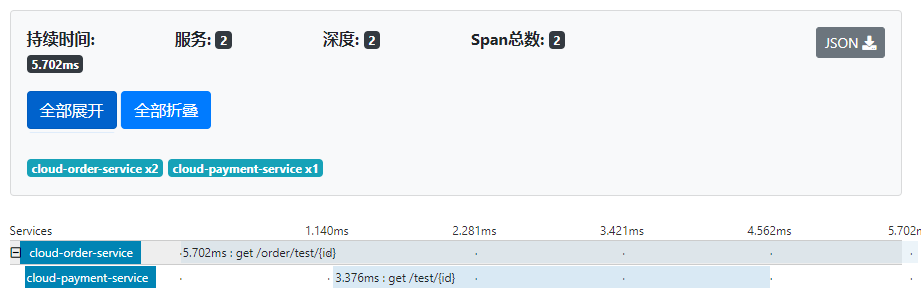 持续时间: 服务: 2 深度: 2 Span总数: 2 JSON
5.702ms
全部展开 全部折叠
cloud-order-service x2 cloud-payment-service x1
Services 1.140ms 2.281ms 3.421ms 4.562ms 5.702
cloud-order-service 5.702ms : get /order/test/{id}
cloud-payment-service 3.376ms : get /test/{id}